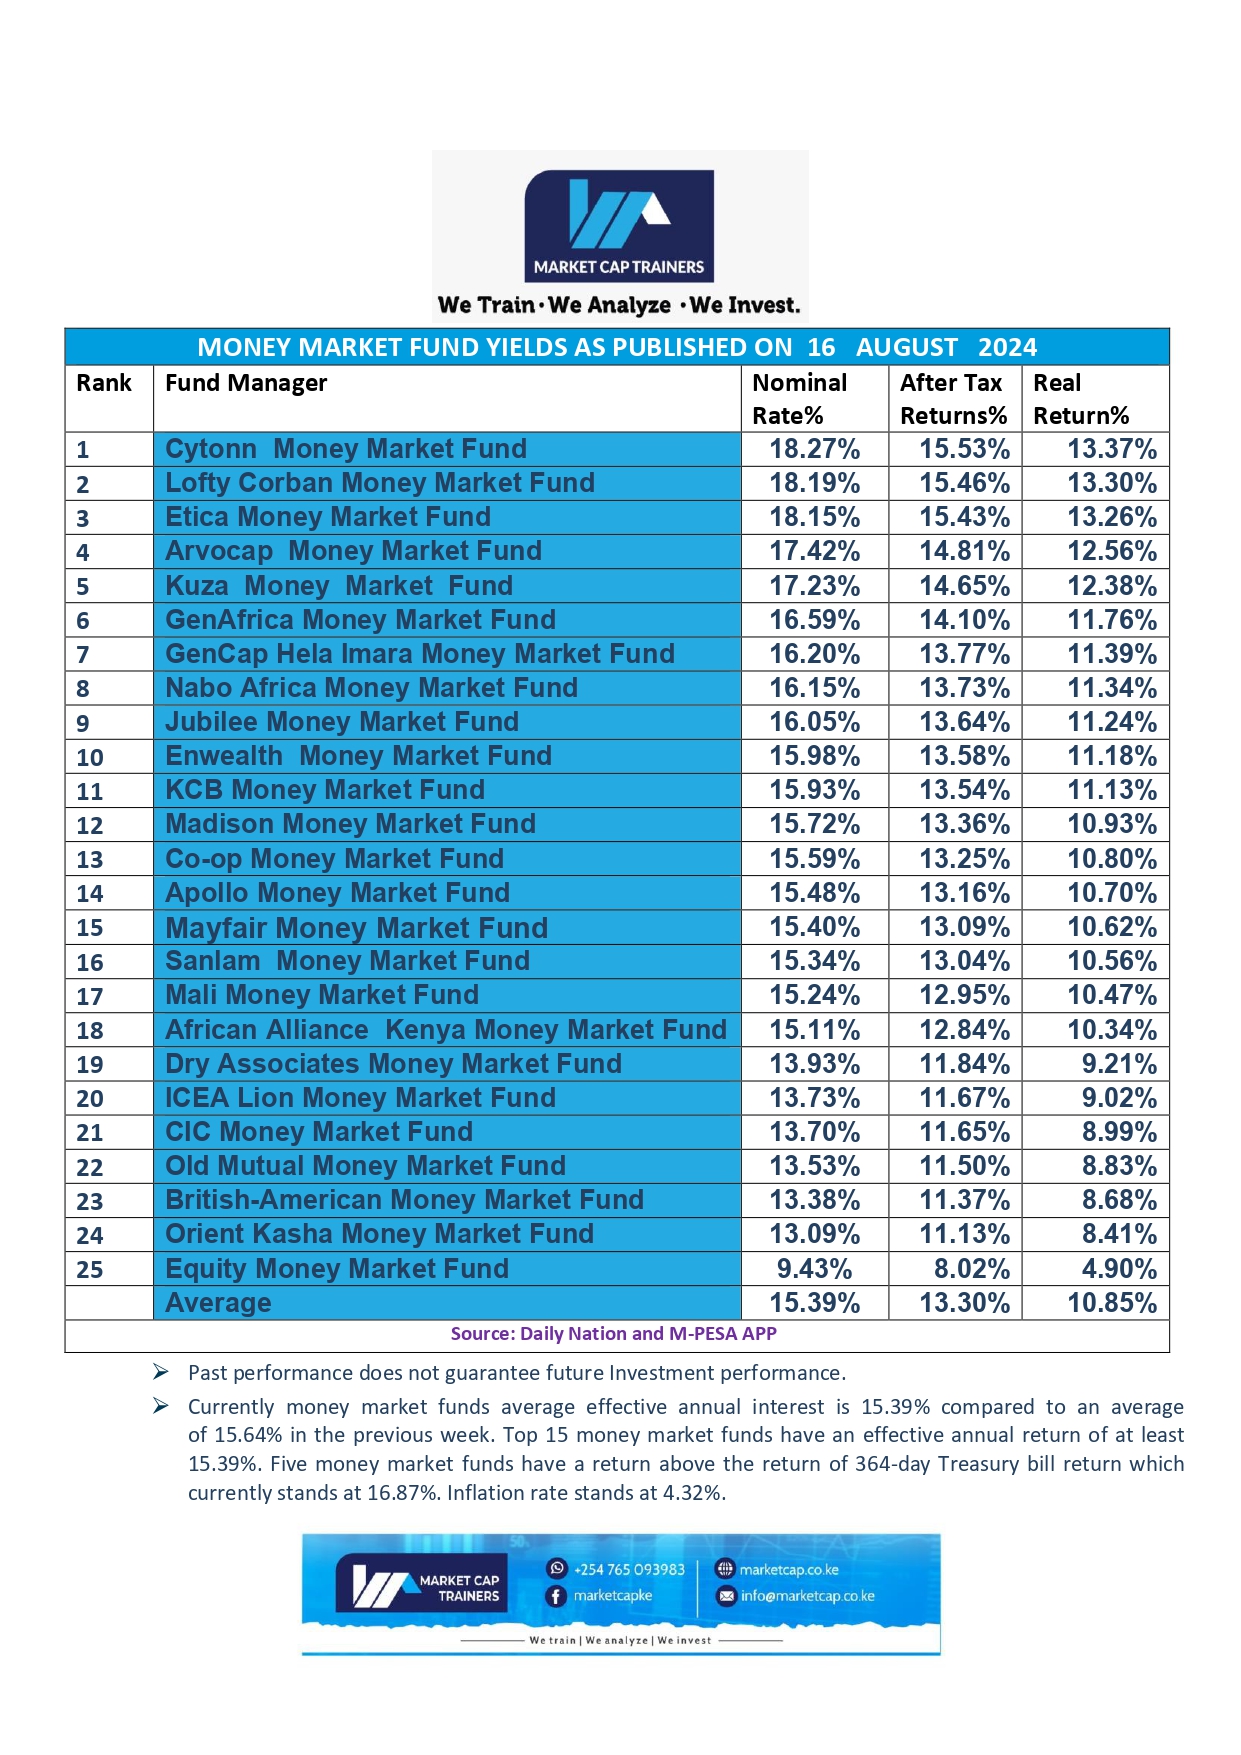 MARKET CAP TRAINERS
We Train · We Analyze · We Invest.
MONEY MARKET FUND YIELDS AS PUBLISHED ON 16 AUGUST 2024
Rank Fund Manager Nominal Rate% After Tax Returns% Real Return%
1 Cytonn Money Market Fund 18.27% 15.53% 13.37%
2 Lofty Corban Money Market Fund 18.19% 15.46% 13.30%
3 Etica Money Market Fund 18.15% 15.43% 13.26%
4 Arvocap Money Market Fund 17.42% 14.81% 12.56%
5 Kuza Money Market Fund 17.23% 14.65% 12.38%
6 GenAfrica Money Market Fund 16.59% 14.10% 11.76%
7 GenCap Hela Imara Money Market Fund 16.20% 13.77% 11.39%
8 Nabo Africa Money Market Fund 16.15% 13.73% 11.34%
9 Jubilee Money Market Fund 16.05% 13.64% 11.24%
10 Enwealth Money Market Fund 15.98% 13.58% 11.18%
11 KCB Money Market Fund 15.93% 13.54% 11.13%
12 Madison Money Market Fund 15.72% 13.36% 10.93%
13 Co-op Money Market Fund 15.59% 13.25% 10.80%
14 Apollo Money Market Fund 15.48% 13.16% 10.70%
15 Mayfair Money Market Fund 15.40% 13.09% 10.62%
16 Sanlam Money Market Fund 15.34% 13.04% 10.56%
17 Mali Money Market Fund 15.24% 12.95% 10.47%
18 African Alliance Kenya Money Market Fund 15.11% 12.84% 10.34%
19 Dry Associates Money Market Fund 13.93% 11.84% 9.21%
20 ICEA Lion Money Market Fund 13.73% 11.67% 9.02%
21 CIC Money Market Fund 13.70% 11.65% 8.99%
22 Old Mutual Money Market Fund 13.53% 11.50% 8.83%
23 British-American Money Market Fund 13.38% 11.37% 8.68%
24 Orient Kasha Money Market Fund 13.09% 11.13% 8.41%
25 Equity Money Market Fund 9.43% 8.02% 4.90%
Average 15.39% 13.30% 10.85%
Source: Daily Nation and M-PESA APP
➢ Past performance does not guarantee future Investment performance.
➢ Currently money market funds average effective annual interest is 15.39% compared to an average
of 15.64% in the previous week. Top 15 money market funds have an effective annual return of at least
15.39%. Five money market funds have a return above the return of 364-day Treasury bill return which
currently stands at 16.87%. Inflation rate stands at 4.32%.
50%
MARKET CAP
TRAINERS
+254 765 093983
marketcapke
marketcap.co.ke
info@marketcap.co.ke
We train | We analyze | We invest